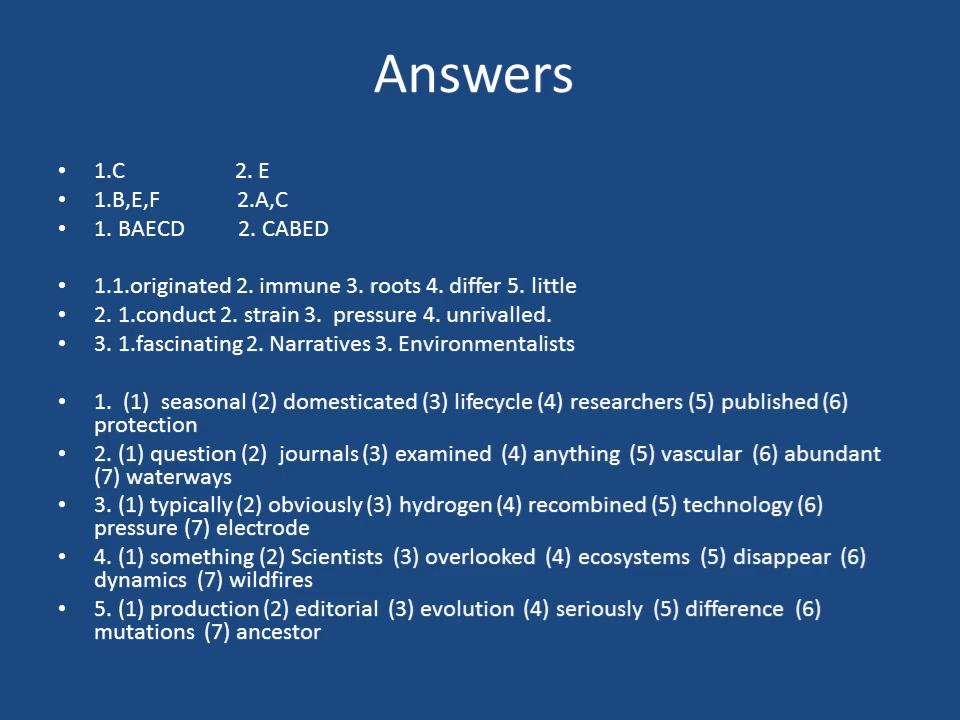 Answers
• 1.C 2. E
• 1.B,E,F 2.A,C
• 1. BAECD 2. CABED
• 1.1.originated 2. immune 3. roots 4. differ 5. little
• 2. 1.conduct 2. strain 3. pressure 4. unrivalled.
• 3. 1.fascinating 2. Narratives 3. Environmentalists
• 1. (1) seasonal (2) domesticated (3) lifecycle (4) researchers (5) published (6)
protection
• 2. (1) question (2) journals (3) examined (4) anything (5) vascular (6) abundant
(7) waterways
• 3. (1) typically (2) obviously (3) hydrogen (4) recombined (5) technology (6)
pressure (7) electrode
• 4. (1) something (2) Scientists (3) overlooked (4) ecosystems (5) disappear (6)
dynamics (7) wildfires
• 5. (1) production (2) editorial (3) evolution (4) seriously (5) difference (6)
mutations (7) ancestor